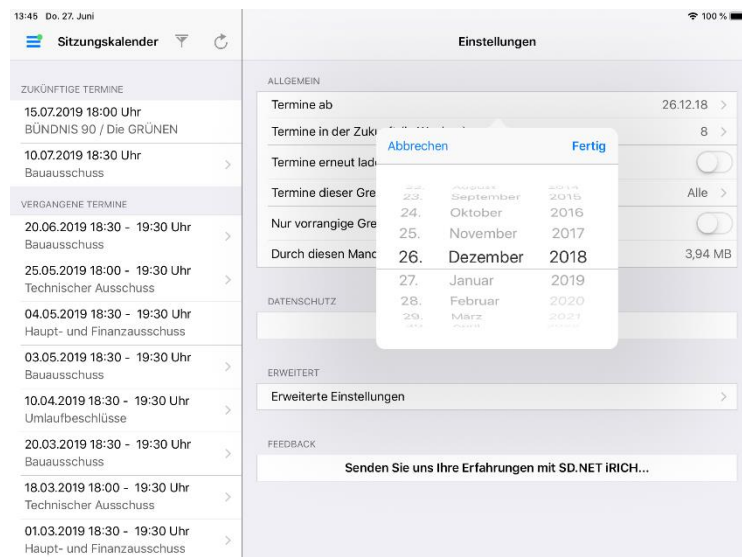 13:45 Do. 27. Juni
100 %
Sitzungskalender
Einstellungen
ZUKÜNFTIGE TERMINE
15.07.2019 18:00 Uhr
BÜNDNIS 90 / Die GRÜNEN
10.07.2019 18:30 Uhr
Bauausschuss
VERGANGENE TERMINE
20.06.2019 18:30 - 19:30 Uhr
Bauausschuss
25.05.2019 18:00 - 19:30 Uhr
Technischer Ausschuss
04.05.2019 18:30 - 19:30 Uhr
Haupt- und Finanzausschuss
03.05.2019 18:30 - 19:30 Uhr
Bauausschuss
10.04.2019 18:30 - 19:30 Uhr
Umlaufbeschlüsse
20.03.2019 18:30 - 19:30 Uhr
Bauausschuss
18.03.2019 18:00 - 19:30 Uhr
Technischer Ausschuss
01.03.2019 18:30 - 19:30 Uhr
Haupt- und Finanzausschuss
ALLGEMEIN
Termine ab 26.12.18
Termine in der 8
Termine erneut
Termine dieser Alle
Nur vorrangige
Durch diesen 3,94 MB
Abbrechen Fertig
23. September 2015
24. Oktober 2016
25. November 2017
26. Dezember 2018
27. Januar 2019
28. Februar 2020
29. März 2021
DATENSCHUTZ
ERWEITERT
Erweiterte Einstellungen
FEEDBACK
Senden Sie uns Ihre Erfahrungen mit SD.NET iRICH...